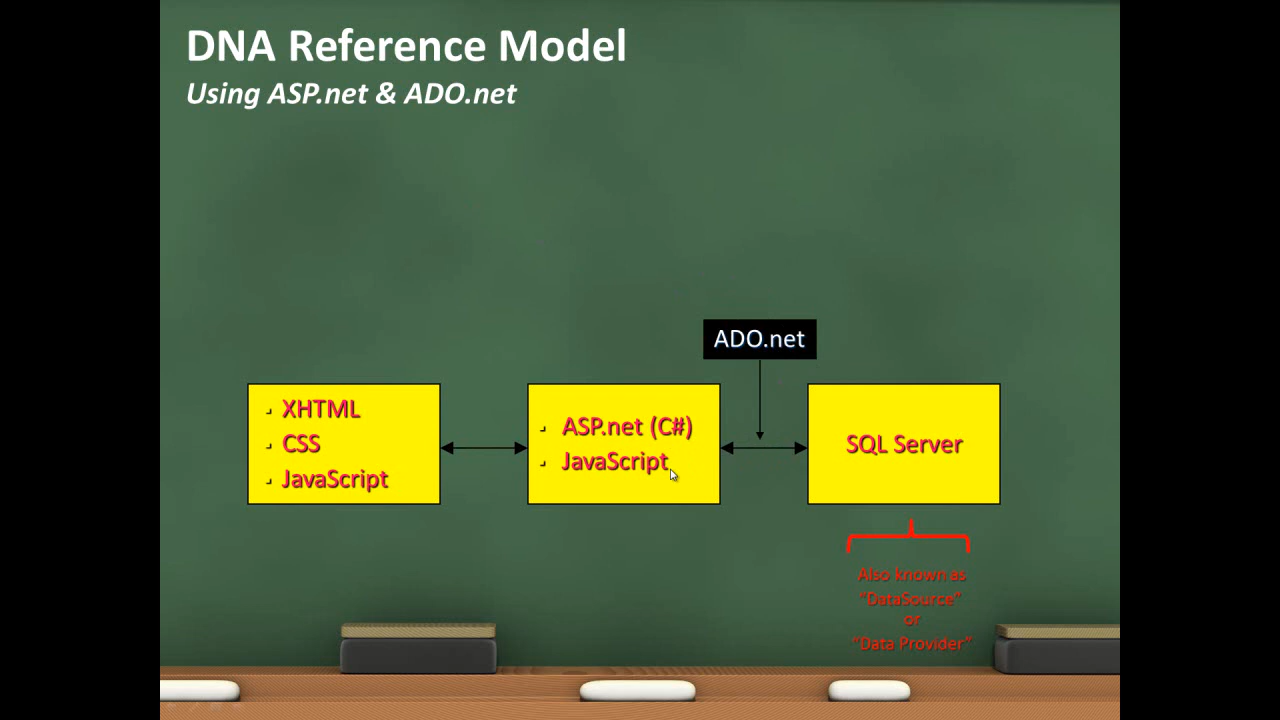 DNA Reference Model
Using ASP.net & ADO.net
ADO.net
XHTML
CSS
JavaScript
ASP.net (C#)
JavaScript
SQL Server
Also known as
"DataSource"
or
"Data Provider"